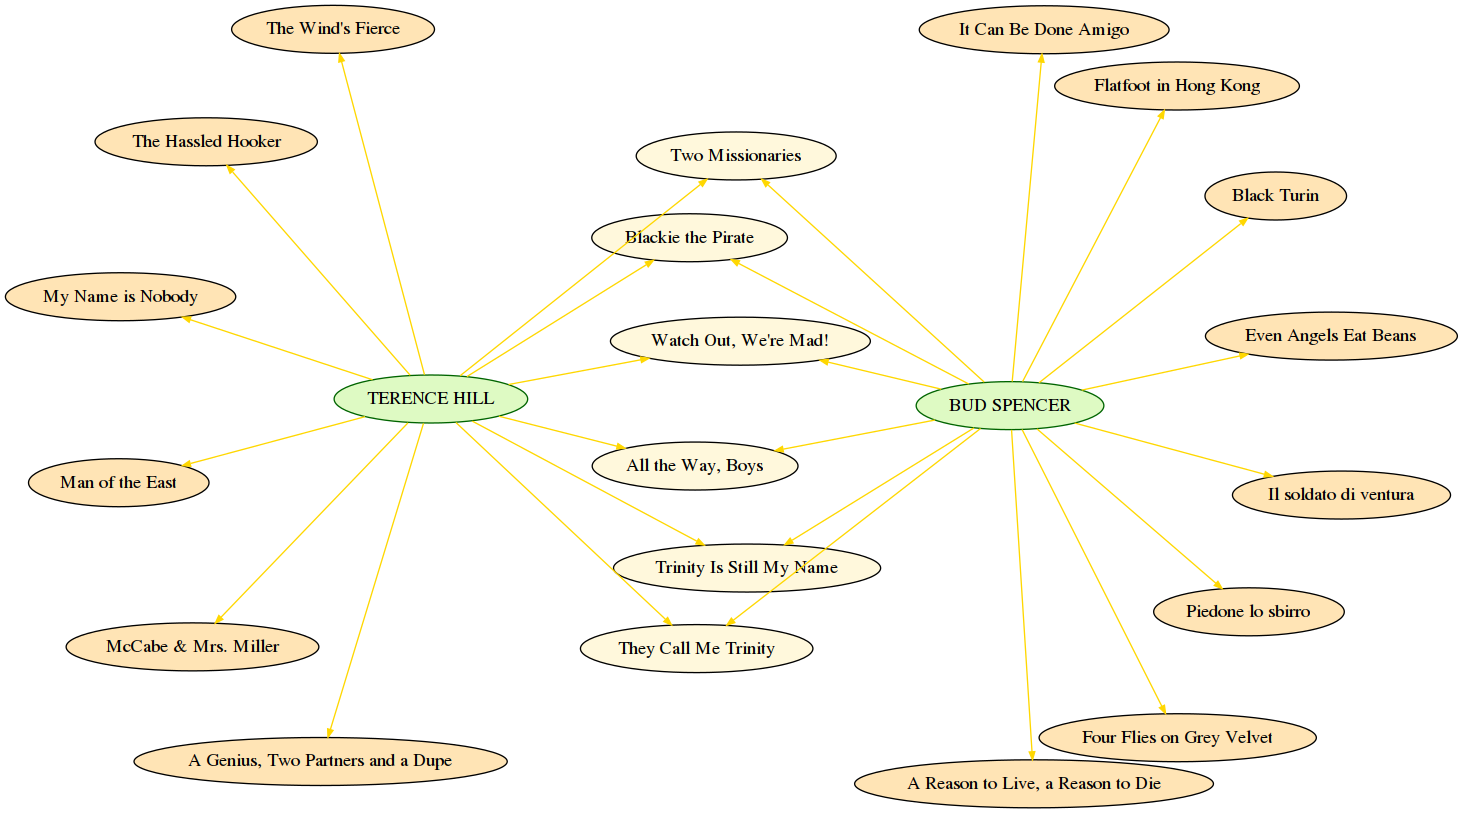 The Wind's Fierce
It Can Be Done Amigo
Flatfoot in Hong Kong
The Hassled Hooker
Two Missionaries
Black Turin
Blackie the Pirate
My Name is Nobody
Watch Out, We're Mad!
Even Angels Eat Beans
TERENCE HILL
BUD SPENCER
All the Way, Boys
Man of the East
Il soldato di ventura
Trinity Is Still My Name
Piedone lo sbirro
McCabe & Mrs. Miller
They Call Me Trinity
Four Flies on Grey Velvet
A Genius, Two Partners and a Dupe
A Reason to Live, a Reason to Die